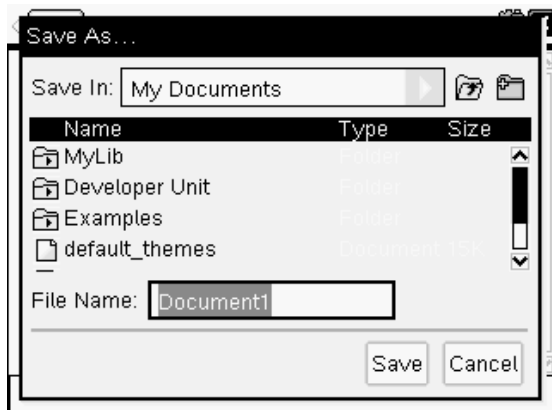 Save As...
Save In: My Documents
Name Type Size
MyLib Folder
Developer Unit Folder
Examples Folder
default_themes Document 15K
File Name: Document1
Save Cancel